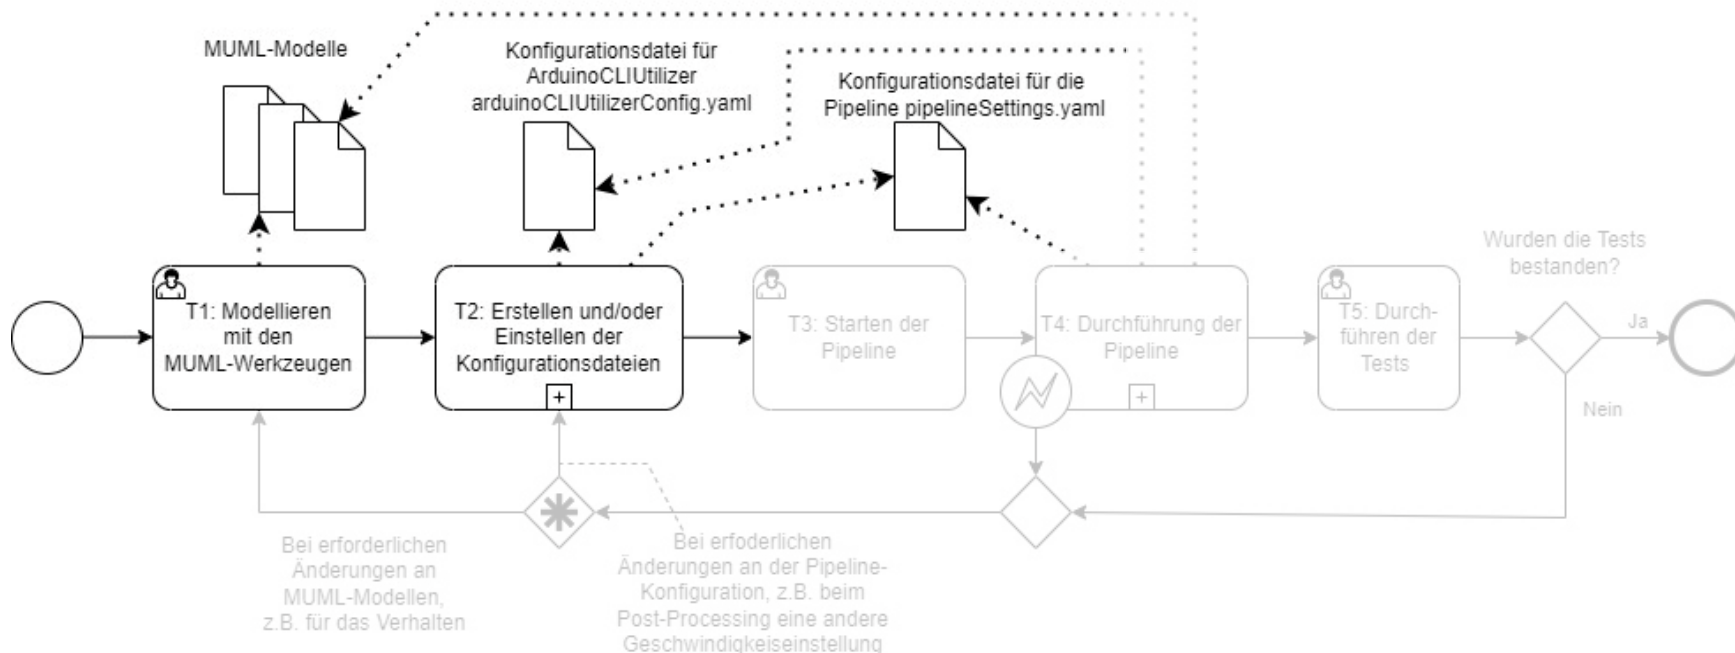 MUML-Modelle
Konfigurationsdatei für
ArduinoCLIUtilizer
arduinoCLIUtilizerConfig.yaml
Konfigurationsdatei für die
Pipeline pipelineSettings.yaml
T1: Modellieren
mit den
MUML-Werkzeugen
T2: Erstellen und/oder
Einstellen der
Konfigurationsdateien
T3: Starten der
Pipeline
T4: Durchführung der
Pipeline
T5: Durch-
führen der
Tests
Wurden die Tests
bestanden?
Ja
Nein
Bei erforderlichen
Änderungen an
MUML-Modellen,
z.B. für das Verhalten
Bei erfoderlichen
Änderungen an der Pipeline-
Konfiguration, z.B. beim
Post-Processing eine andere
Geschwindigkeiseinstellung